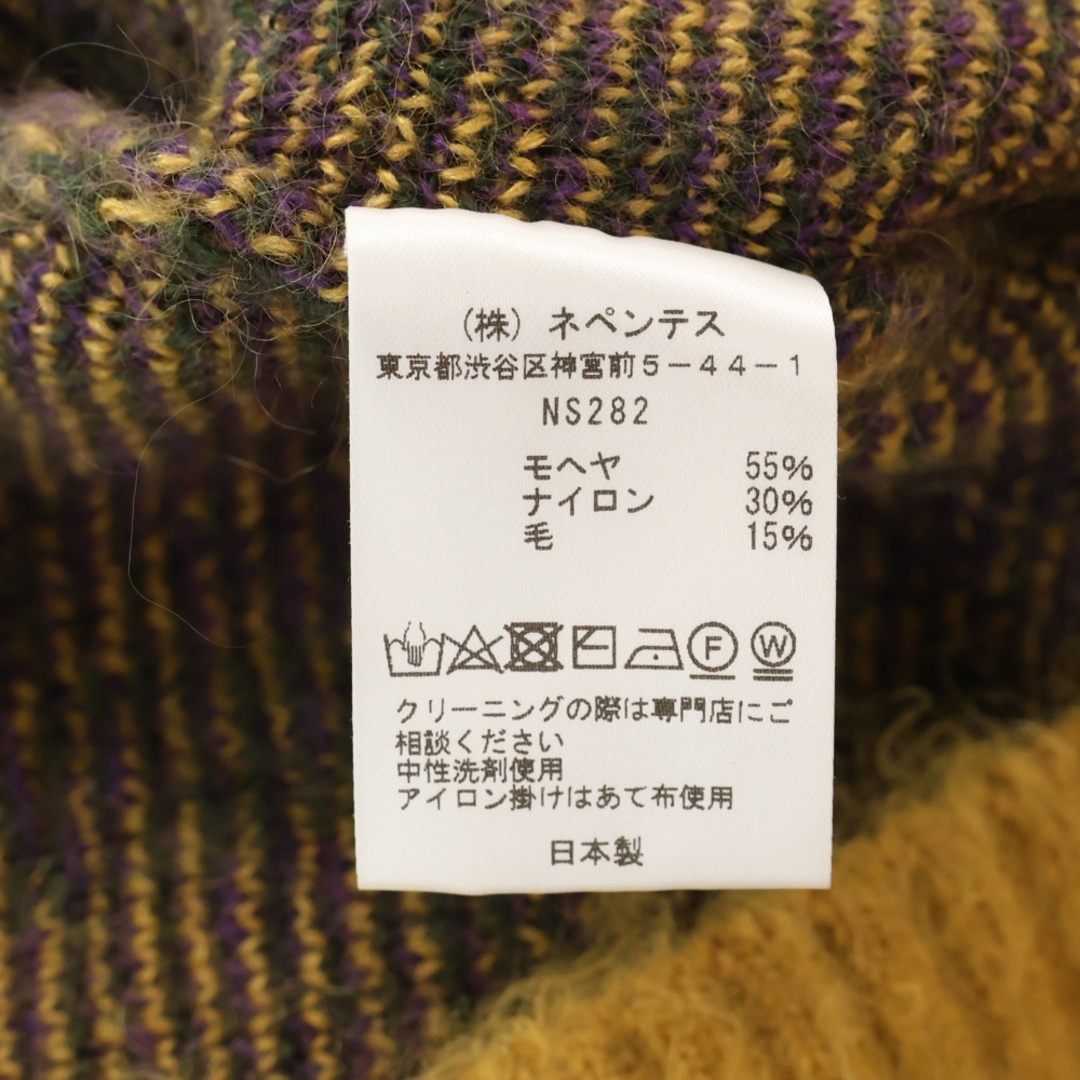 (株) ネペンテス
東京都渋谷区神宮前5-44-1
NS282
モヘヤ 55%
ナイロン 30%
毛 15%
F W
クリーニングの際は専門店にご
相談ください
中性洗剤使用
アイロン掛けはあて布使用
日本製